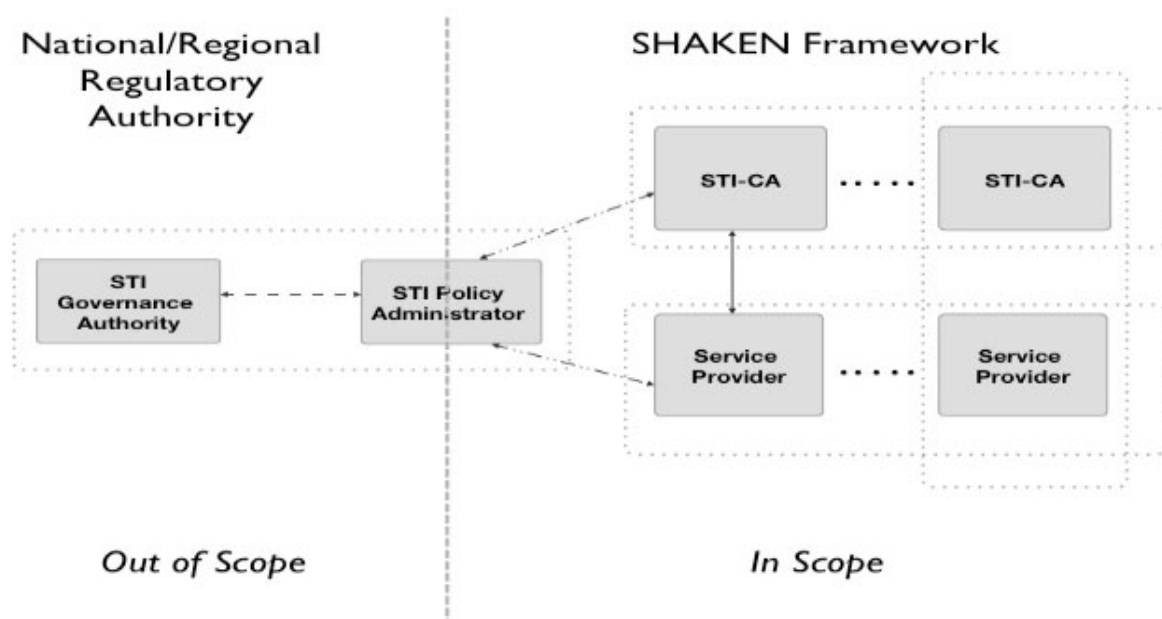 National/Regional
Regulatory
Authority
SHAKEN Framework
STI-CA
STI-CA
STI
Governance
Authority
STI Policy
Administrator
Service
Provider
Service
Provider
Out of Scope
In Scope